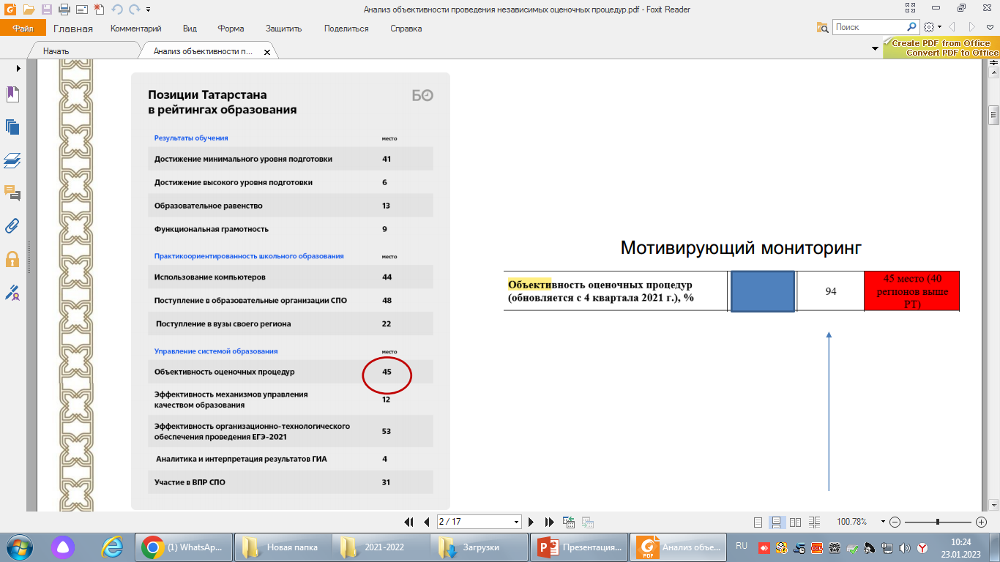 Анализ объективности проведения независимых оценочных процедур.pdf - Foxit Reader
Файл
Главная
Комментарий
Вид
Форма
Защитить
Поделиться
Справка
Поиск
Начать
Анализ объективности п...
Create PDF from Office
Convert PDF to Office
Позиции Татарстана
в рейтингах образования
БО
Результаты обучения место
Достижение минимального уровня подготовки 41
Достижение высокого уровня подготовки 6
Образовательное равенство 13
Функциональная грамотность 9
Практикоориентированность школьного образования место
Использование компьютеров 44
Поступление в образовательные организации СПО 48
Поступление в вузы своего региона 22
Управление системой образования место
Объективность оценочных процедур 45
Эффективность механизмов управления
качеством образования 12
Эффективность организационно-технологического
обеспечения проведения ЕГЭ-2021 53
Аналитика и интерпретация результатов ГИА 4
Участие в ВПР СПО 31
Мотивирующий мониторинг
Объективность оценочных процедур
(обновляется с 4 квартала 2021 г.), %
94
45 место (40
регионов выше
РТ)
2 / 17
100.78%
(1) WhatsAp...
Новая папка
2021-2022
Загрузки
Презентация...
Анализ объе...
PDF
RU
10:24
23.01.2023